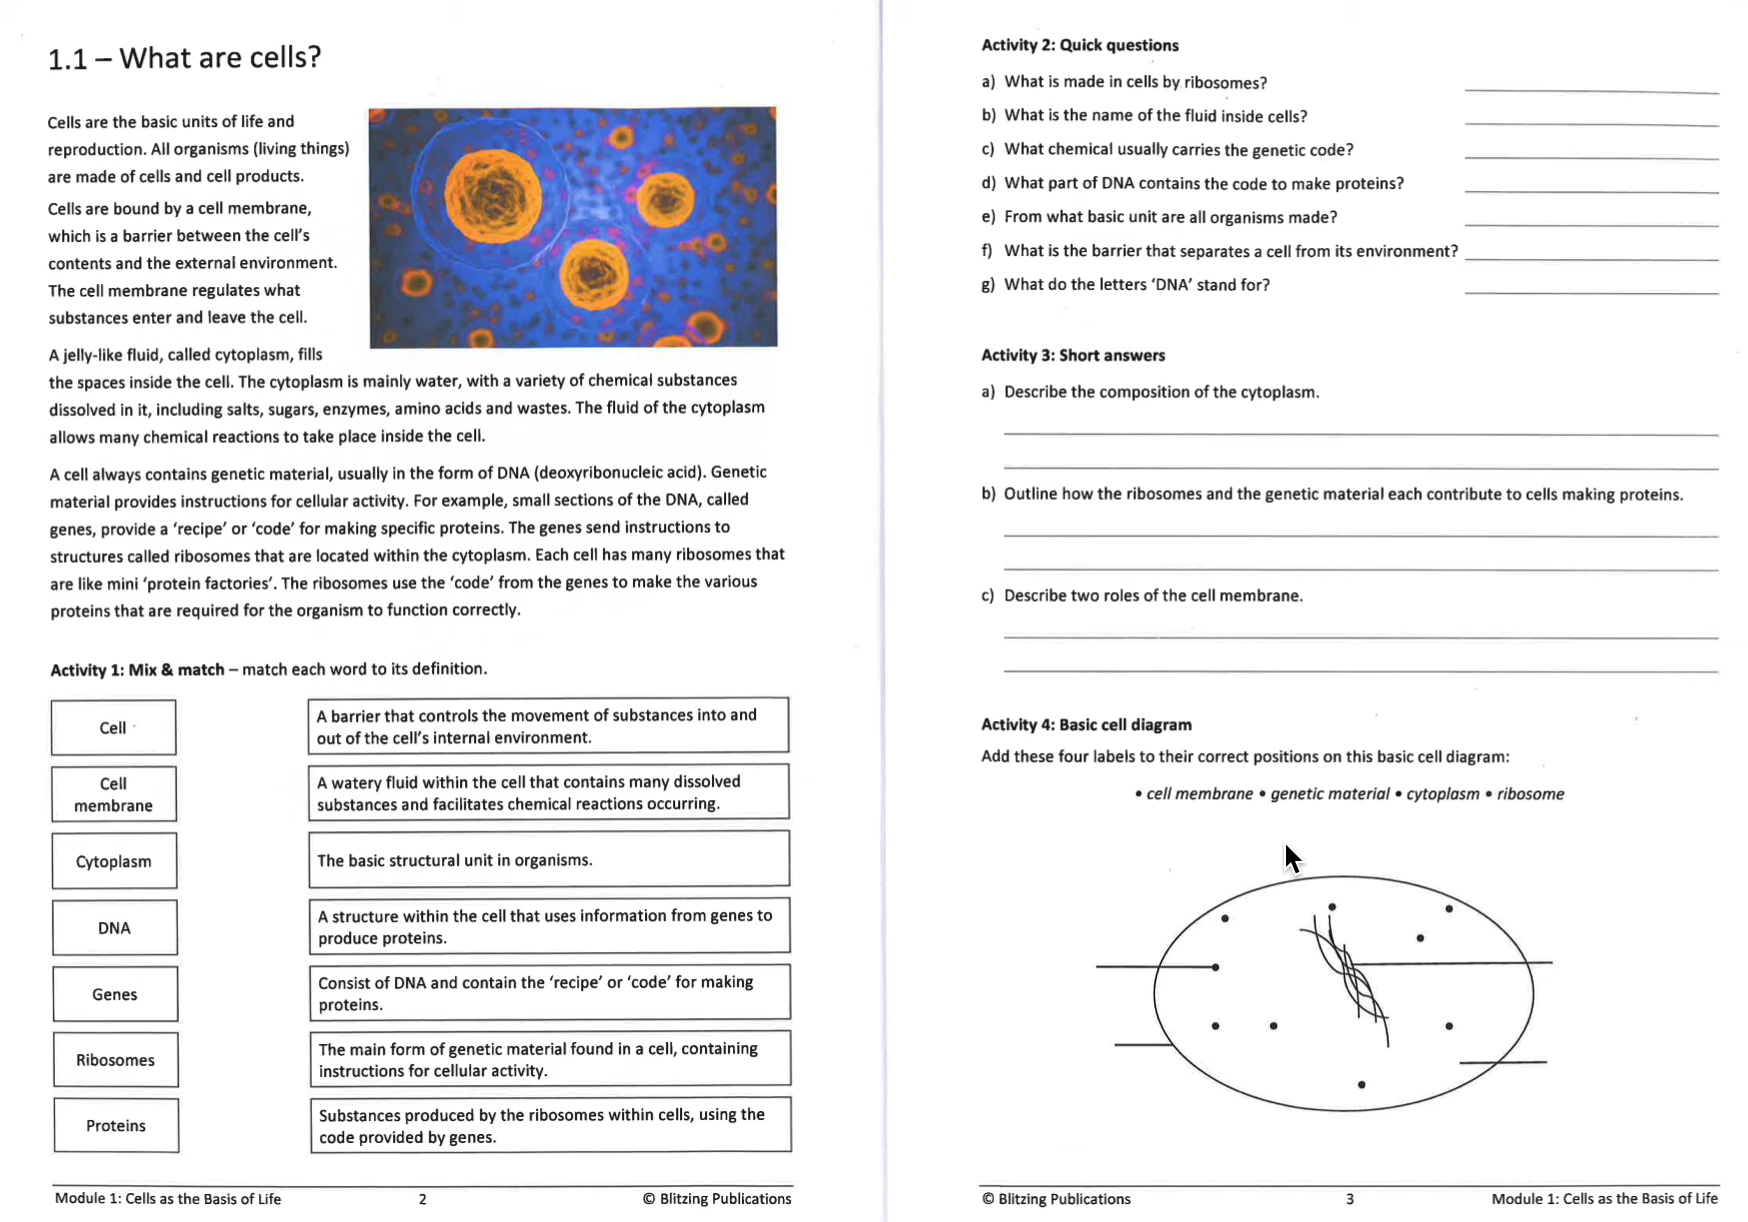 1.1 – What are cells?
Cells are the basic units of life and
reproduction. All organisms (living things)
are made of cells and cell products.
Cells are bound by a cell membrane,
which is a barrier between the cell's
contents and the external environment.
The cell membrane regulates what
substances enter and leave the cell.
A jelly-like fluid, called cytoplasm, fills
the spaces inside the cell. The cytoplasm is mainly water, with a variety of chemical substances
dissolved in it, including salts, sugars, enzymes, amino acids and wastes. The fluid of the cytoplasm
allows many chemical reactions to take place inside the cell.
A cell always contains genetic material, usually in the form of DNA (deoxyribonucleic acid). Genetic
material provides instructions for cellular activity. For example, small sections of the DNA, called
genes, provide a 'recipe' or 'code' for making specific proteins. The genes send instructions to
structures called ribosomes that are located within the cytoplasm. Each cell has many ribosomes that
are like mini 'protein factories'. The ribosomes use the 'code' from the genes to make the various
proteins that are required for the organism to function correctly.
Activity 1: Mix & match – match each word to its definition.
Cell
A barrier that controls the movement of substances into and
out of the cell's internal environment.
Cell
membrane
A watery fluid within the cell that contains many dissolved
substances and facilitates chemical reactions occurring.
Cytoplasm
The basic structural unit in organisms.
DNA
A structure within the cell that uses information from genes to
produce proteins.
Genes
Consist of DNA and contain the 'recipe' or 'code' for making
proteins.
Ribosomes
The main form of genetic material found in a cell, containing
instructions for cellular activity.
Proteins
Substances produced by the ribosomes within cells, using the
code provided by genes.
Module 1: Cells as the Basis of Life 2 © Blitzing Publications
Activity 2: Quick questions
a) What is made in cells by ribosomes?
b) What is the name of the fluid inside cells?
c) What chemical usually carries the genetic code?
d) What part of DNA contains the code to make proteins?
e) From what basic unit are all organisms made?
f) What is the barrier that separates a cell from its environment?
g) What do the letters 'DNA' stand for?
Activity 3: Short answers
a) Describe the composition of the cytoplasm.
b) Outline how the ribosomes and the genetic material each contribute to cells making proteins.
c) Describe two roles of the cell membrane.
Activity 4: Basic cell diagram
Add these four labels to their correct positions on this basic cell diagram:
• cell membrane • genetic material • cytoplasm • ribosome
© Blitzing Publications 3 Module 1: Cells as the Basis of Life